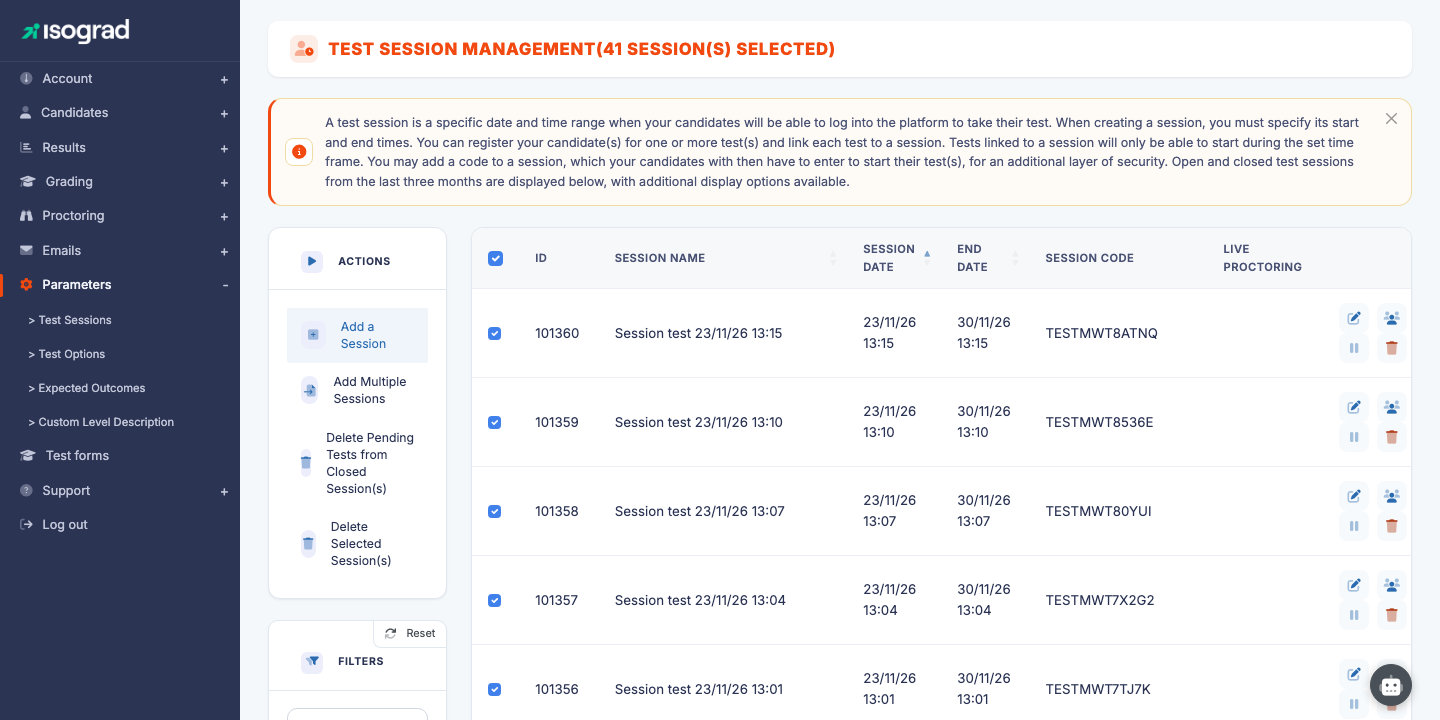 isograd
Account +
Candidates +
Results +
Grading +
Proctoring +
Emails +
Parameters -
> Test Sessions
> Test Options
> Expected Outcomes
> Custom Level Description
Test forms
Support +
Log out
TEST SESSION MANAGEMENT(41 SESSION(S) SELECTED)
A test session is a specific date and time range when your candidates will be able to log into the platform to take their test. When creating a session, you must specify its start
and end times. You can register your candidate(s) for one or more test(s) and link each test to a session. Tests linked to a session will only be able to start during the set time
frame. You may add a code to a session, which your candidates with then have to enter to start their test(s), for an additional layer of security. Open and closed test sessions
from the last three months are displayed below, with additional display options available.
ACTIONS
Add a
Session
Add Multiple
Sessions
Delete Pending
Tests from
Closed
Session(s)
Delete
Selected
Session(s)
Reset
FILTERS
ID SESSION NAME SESSION DATE END DATE SESSION CODE LIVE PROCTORING
101360 Session test 23/11/26 13:15 23/11/26 13:15 30/11/26 13:15 TESTMWT8ATNQ
101359 Session test 23/11/26 13:10 23/11/26 13:10 30/11/26 13:10 TESTMWT8536E
101358 Session test 23/11/26 13:07 23/11/26 13:07 30/11/26 13:07 TESTMWT80YUI
101357 Session test 23/11/26 13:04 23/11/26 13:04 30/11/26 13:04 TESTMWT7X2G2
101356 Session test 23/11/26 13:01 23/11/26 13:01 30/11/26 13:01 TESTMWT7TJ7K